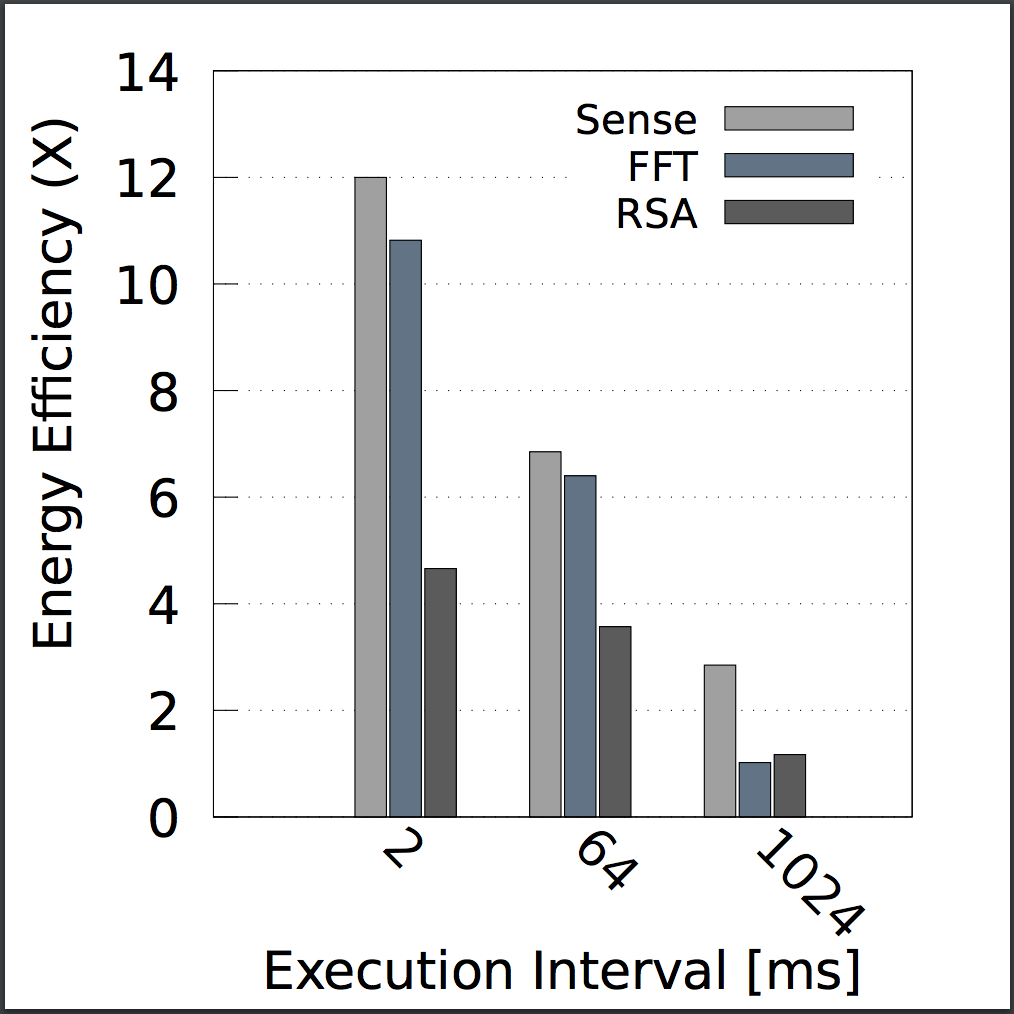 Energy Efficiency (X)
14
12
10
8
6
4
2
0
Sense
FFT
RSA
2
64
1024
Execution Interval [ms]